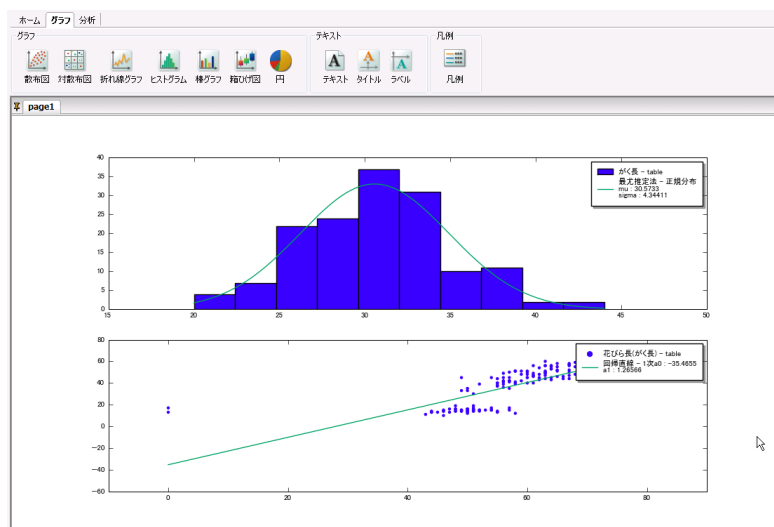 ホーム グラフ 分析
グラフ テキスト 凡例
散布図 対散布図 折れ線グラフ ヒストグラム 棒グラフ 箱ひげ図 円 テキスト タイトル ラベル 凡例
page1
40
35
30
25
20
15
10
5
0
15 20 25 30 35 40 45 50
がく長 - table
最尤推定法 - 正規分布
mu : 30.5733
sigma : 4.34411
80
60
40
20
0
-20
-40
-60
0 20 40 60 80
花びら長(がく長) - table
回帰直線 - 1次a0 : -35.4655
a1 : 1.26566